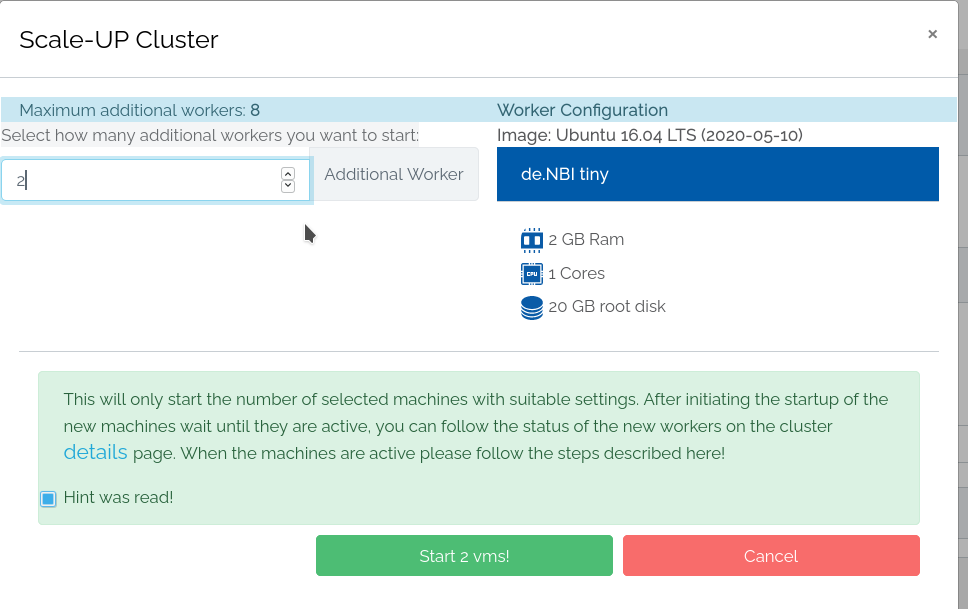 Scale-UP Cluster
×
Maximum additional workers: 8
Select how many additional workers you want to start:
2
Additional Worker
Worker Configuration
Image: Ubuntu 16.04 LTS (2020-05-10)
de.NBI tiny
2 GB Ram
CPU
1 Cores
20 GB root disk
This will only start the number of selected machines with suitable settings. After initiating the startup of the
new machines wait until they are active, you can follow the status of the new workers on the cluster
details page. When the machines are active please follow the steps described here!
Hint was read!
Start 2 vms!
Cancel